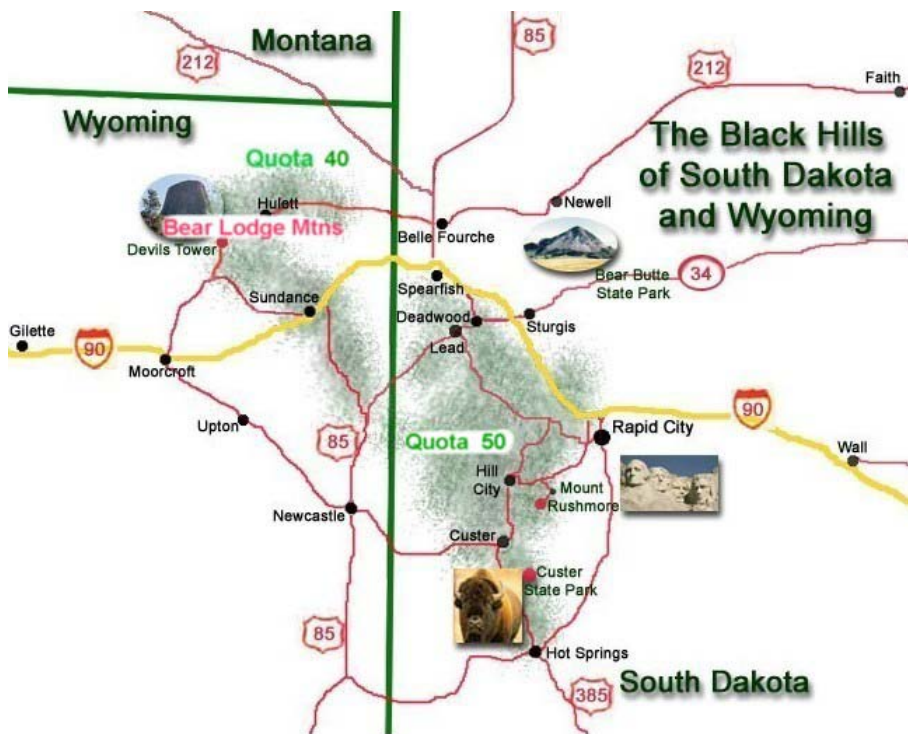 Montana
85
212
212
Faith
Wyoming
The Black Hills
of South Dakota
and Wyoming
Quota 40
Hulett
Newell
Bear Lodge Mtns
Belle Fourche
Devils Tower
Bear Butte
State Park
34
Spearfish
Sundance
Deadwood
Sturgis
Gilette
90
Lead
Moorcroft
90
Upton
85
Quota 50
Rapid City
Wall
Hill
City
Mount
Rushmore
Newcastle
Custer
Custer
State Park
85
Hot Springs
385
South Dakota